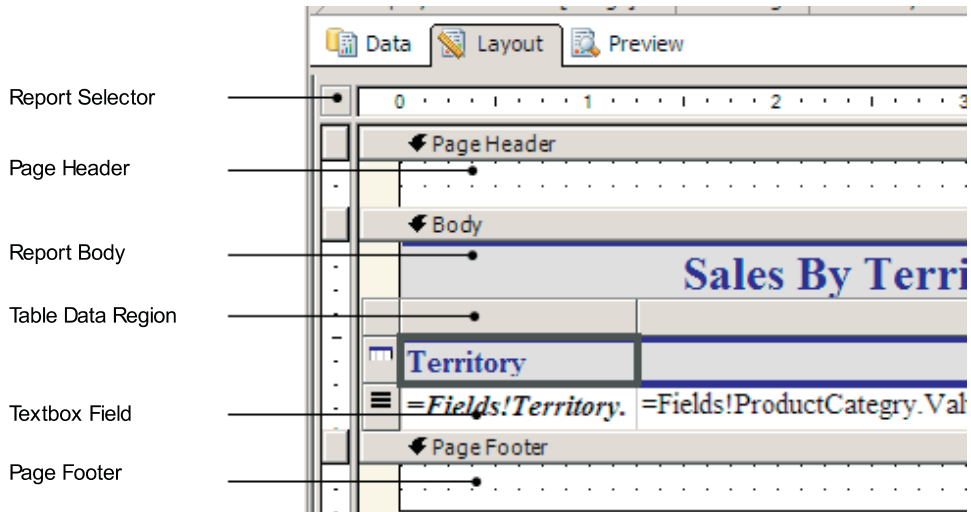 Data Layout Preview
Report Selector
0 1 2 3
Page Header
Page Header
Body
Report Body
Sales By Terri
Table Data Region
Territory
Textbox Field
=Fields!Territory. =Fields!ProductCategry.Val
Page Footer
Page Footer